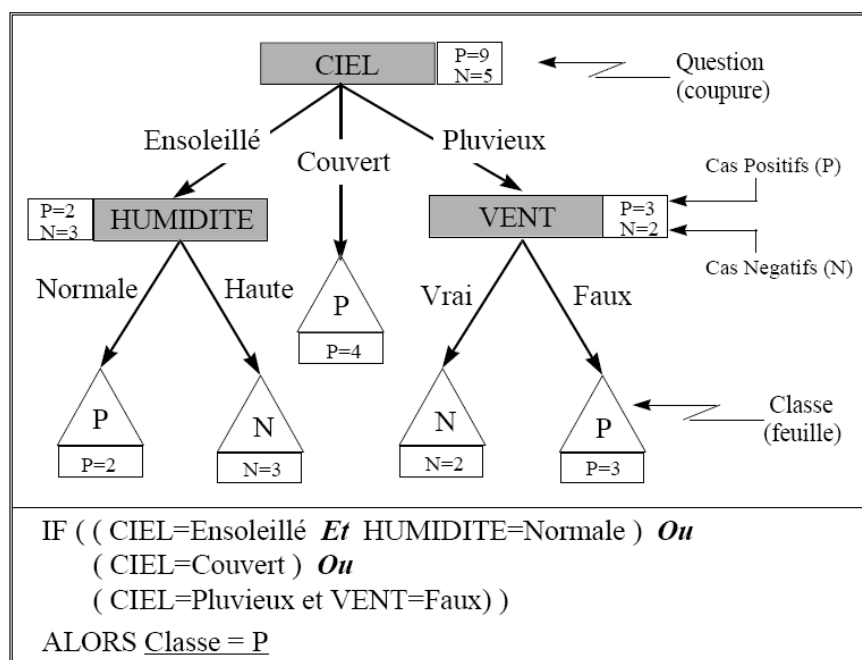 CIEL
P=9
N=5
Question
(coupure)
Ensoleillé
Couvert
Pluvieux
Cas Positifs (P)
P=2
N=3
HUMIDITE
VENT
P=3
N=2
Cas Negatifs (N)
Normale
Haute
P
P=4
Vrai
Faux
P
P=2
N
N=3
N
N=2
P
P=3
Classe
(feuille)
IF ( ( CIEL=Ensoleillé Et HUMIDITE=Normale ) Ou
( CIEL=Couvert ) Ou
( CIEL=Pluvieux et VENT=Faux) )
ALORS Classe = P